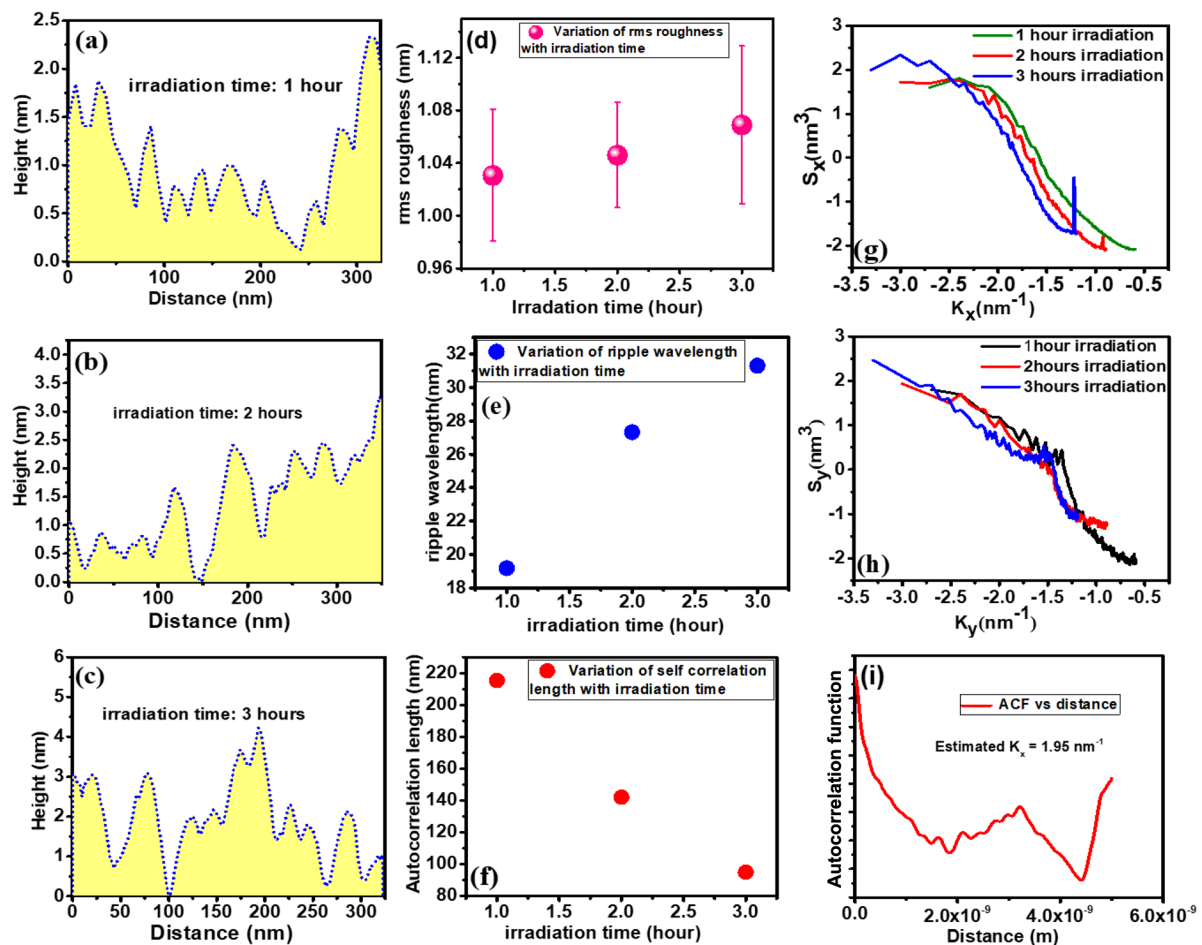 (a)
irradiation time: 1 hour
2.5
2.0
1.5
1.0
0.5
0.0
0 50 100 150 200 250 300
Height (nm)
Distance (nm)
(d)
Variation of rms roughness
with irradiation time
1.12
1.08
1.04
1.00
0.96
1.0 1.5 2.0 2.5 3.0
rms roughness (nm)
Irradation time (hour)
1 hour irradiation
2 hours irradiation
3 hours irradiation
3
2
1
0
-1
-2
-3.5 -3.0 -2.5 -2.0 -1.5 -1.0 -0.5
(g)
Sx(nm3
Kx(nm-1)
(b)
irradiation time: 2 hours
4.0
3.5
3.0
2.5
2.0
1.5
1.0
0.5
0.0
0 50 100 150 200 250 300 350
Height (nm)
Distance (nm)
Variation of ripple wavelength
with irradiation time
(e)
32
30
28
26
24
22
20
18
1.0 1.5 2.0 2.5 3.0
ripple wavelength(nm)
irradiation time (hour)
1hour irradiation
2hours irradiation
3hours irradiation
3
2
1
0
-1
-2
-3.5 -3.0 -2.5 -2.0 -1.5 -1.0 -0.5
(h)
sy(nm3
Ky(nm-1)
(c)
irradiation time: 3 hours
6
5
4
3
2
1
0
0 50 100 150 200 250 300
Height (nm)
Distance (nm)
Variation of self correlation
length with irradiation time
220
200
180
160
140
120
100
80
(f)
1.0 1.5 2.0 2.5 3.0
Autocorrelation length (nm)
irradiation time (hour)
(i)
ACF vs distance
Estimated Kx = 1.95 nm-1
Autocorrelation function
0.0 2.0x10-9 4.0x10-9 6.0x10-9
Distance (m)